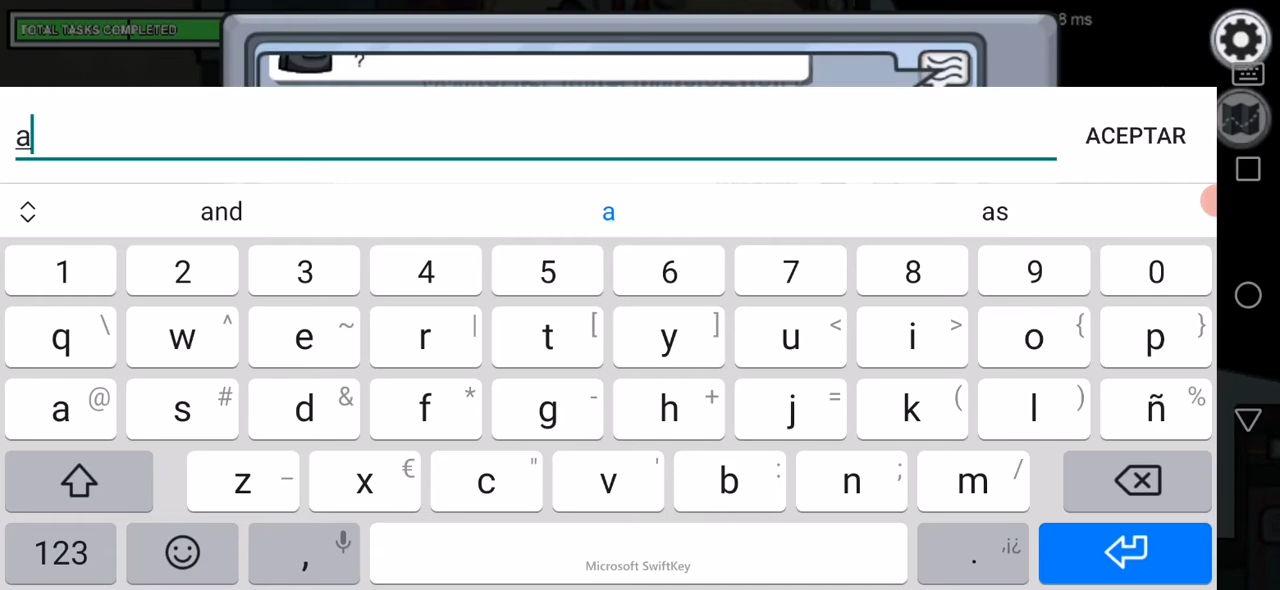 TOTAL TASKS COMPLETED
8 ms
?
a
ACEPTAR
and a as
1 2 3 4 5 6 7 8 9 0
q \ w ^ e ~ r | t [ y ] u < i > o { p }
a @ s # d & f * g - h + j = k ( l ) ñ %
z _ x € c " v ' b : n ; m /
123 , . ,¡¿
Microsoft SwiftKey